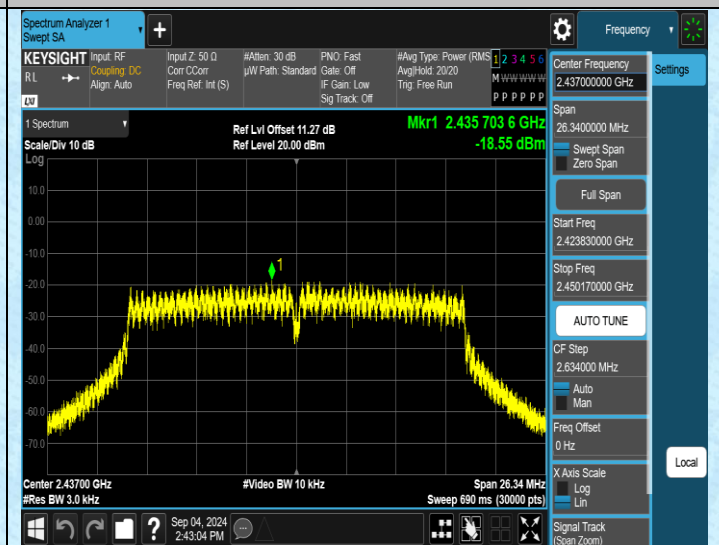 Spectrum Analyzer 1
Swept SA
+
Frequency
KEYSIGHT
R L
LXI
Input: RF
Coupling: DC
Align: Auto
Input Z: 50 Ω
Corr CCorr
Freq Ref: Int (S)
#Atten: 30 dB
µW Path: Standard
PNO: Fast
Gate: Off
IF Gain: Low
Sig Track: Off
#Avg Type: Power (RMS
Avg|Hold: 20/20
Trig: Free Run
1 2 3 4 5 6
M W W W W W
P P P P P P
1 Spectrum
Scale/Div 10 dB
Log
Ref Lvl Offset 11.27 dB
Ref Level 20.00 dBm
Mkr1 2.435 703 6 GHz
-18.55 dBm
10.0
0.00
-10.0
-20.0
-30.0
-40.0
-50.0
-60.0
-70.0
1
Center 2.43700 GHz
#Res BW 3.0 kHz
#Video BW 10 kHz
Span 26.34 MHz
Sweep 690 ms (30000 pts)
?
Sep 04, 2024
2:43:04 PM
Center Frequency
2.437000000 GHz
Settings
Span
26.3400000 MHz
Swept Span
Zero Span
Full Span
Start Freq
2.423830000 GHz
Stop Freq
2.450170000 GHz
AUTO TUNE
CF Step
2.634000 MHz
Auto
Man
Freq Offset
0 Hz
X Axis Scale
Log
Lin
Local
Signal Track
(Span Zoom)